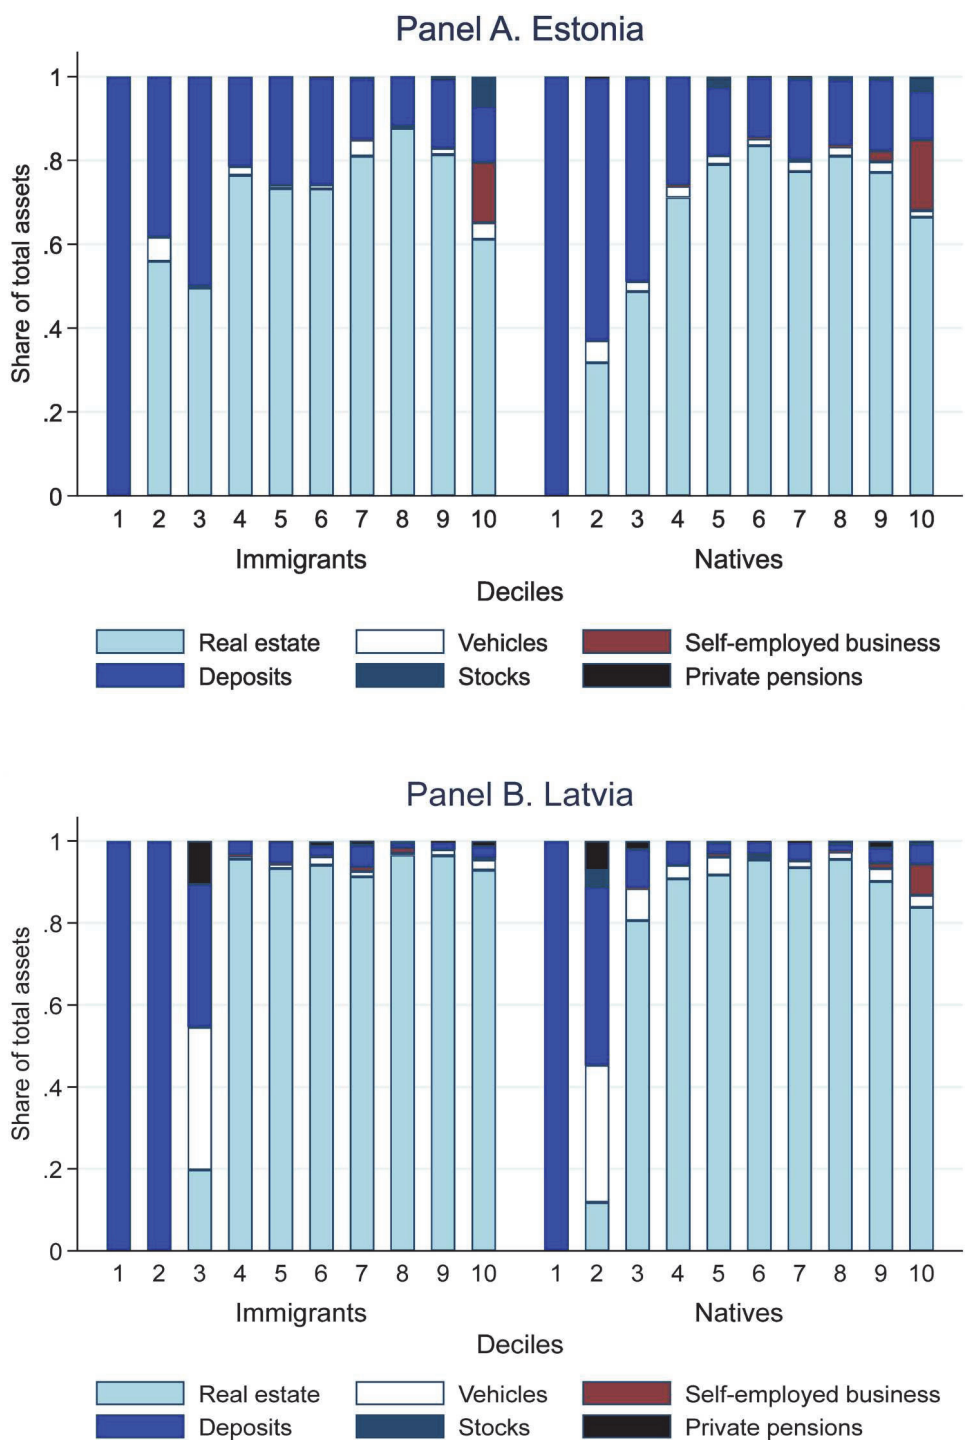 Panel A. Estonia
Share of total assets
1
.8
.6
.4
.2
0
1 2 3 4 5 6 7 8 9 10 1 2 3 4 5 6 7 8 9 10
Immigrants Natives
Deciles
Real estate Vehicles Self-employed business
Deposits Stocks Private pensions
Panel B. Latvia
Share of total assets
1
.8
.6
.4
.2
0
1 2 3 4 5 6 7 8 9 10 1 2 3 4 5 6 7 8 9 10
Immigrants Natives
Deciles
Real estate Vehicles Self-employed business
Deposits Stocks Private pensions